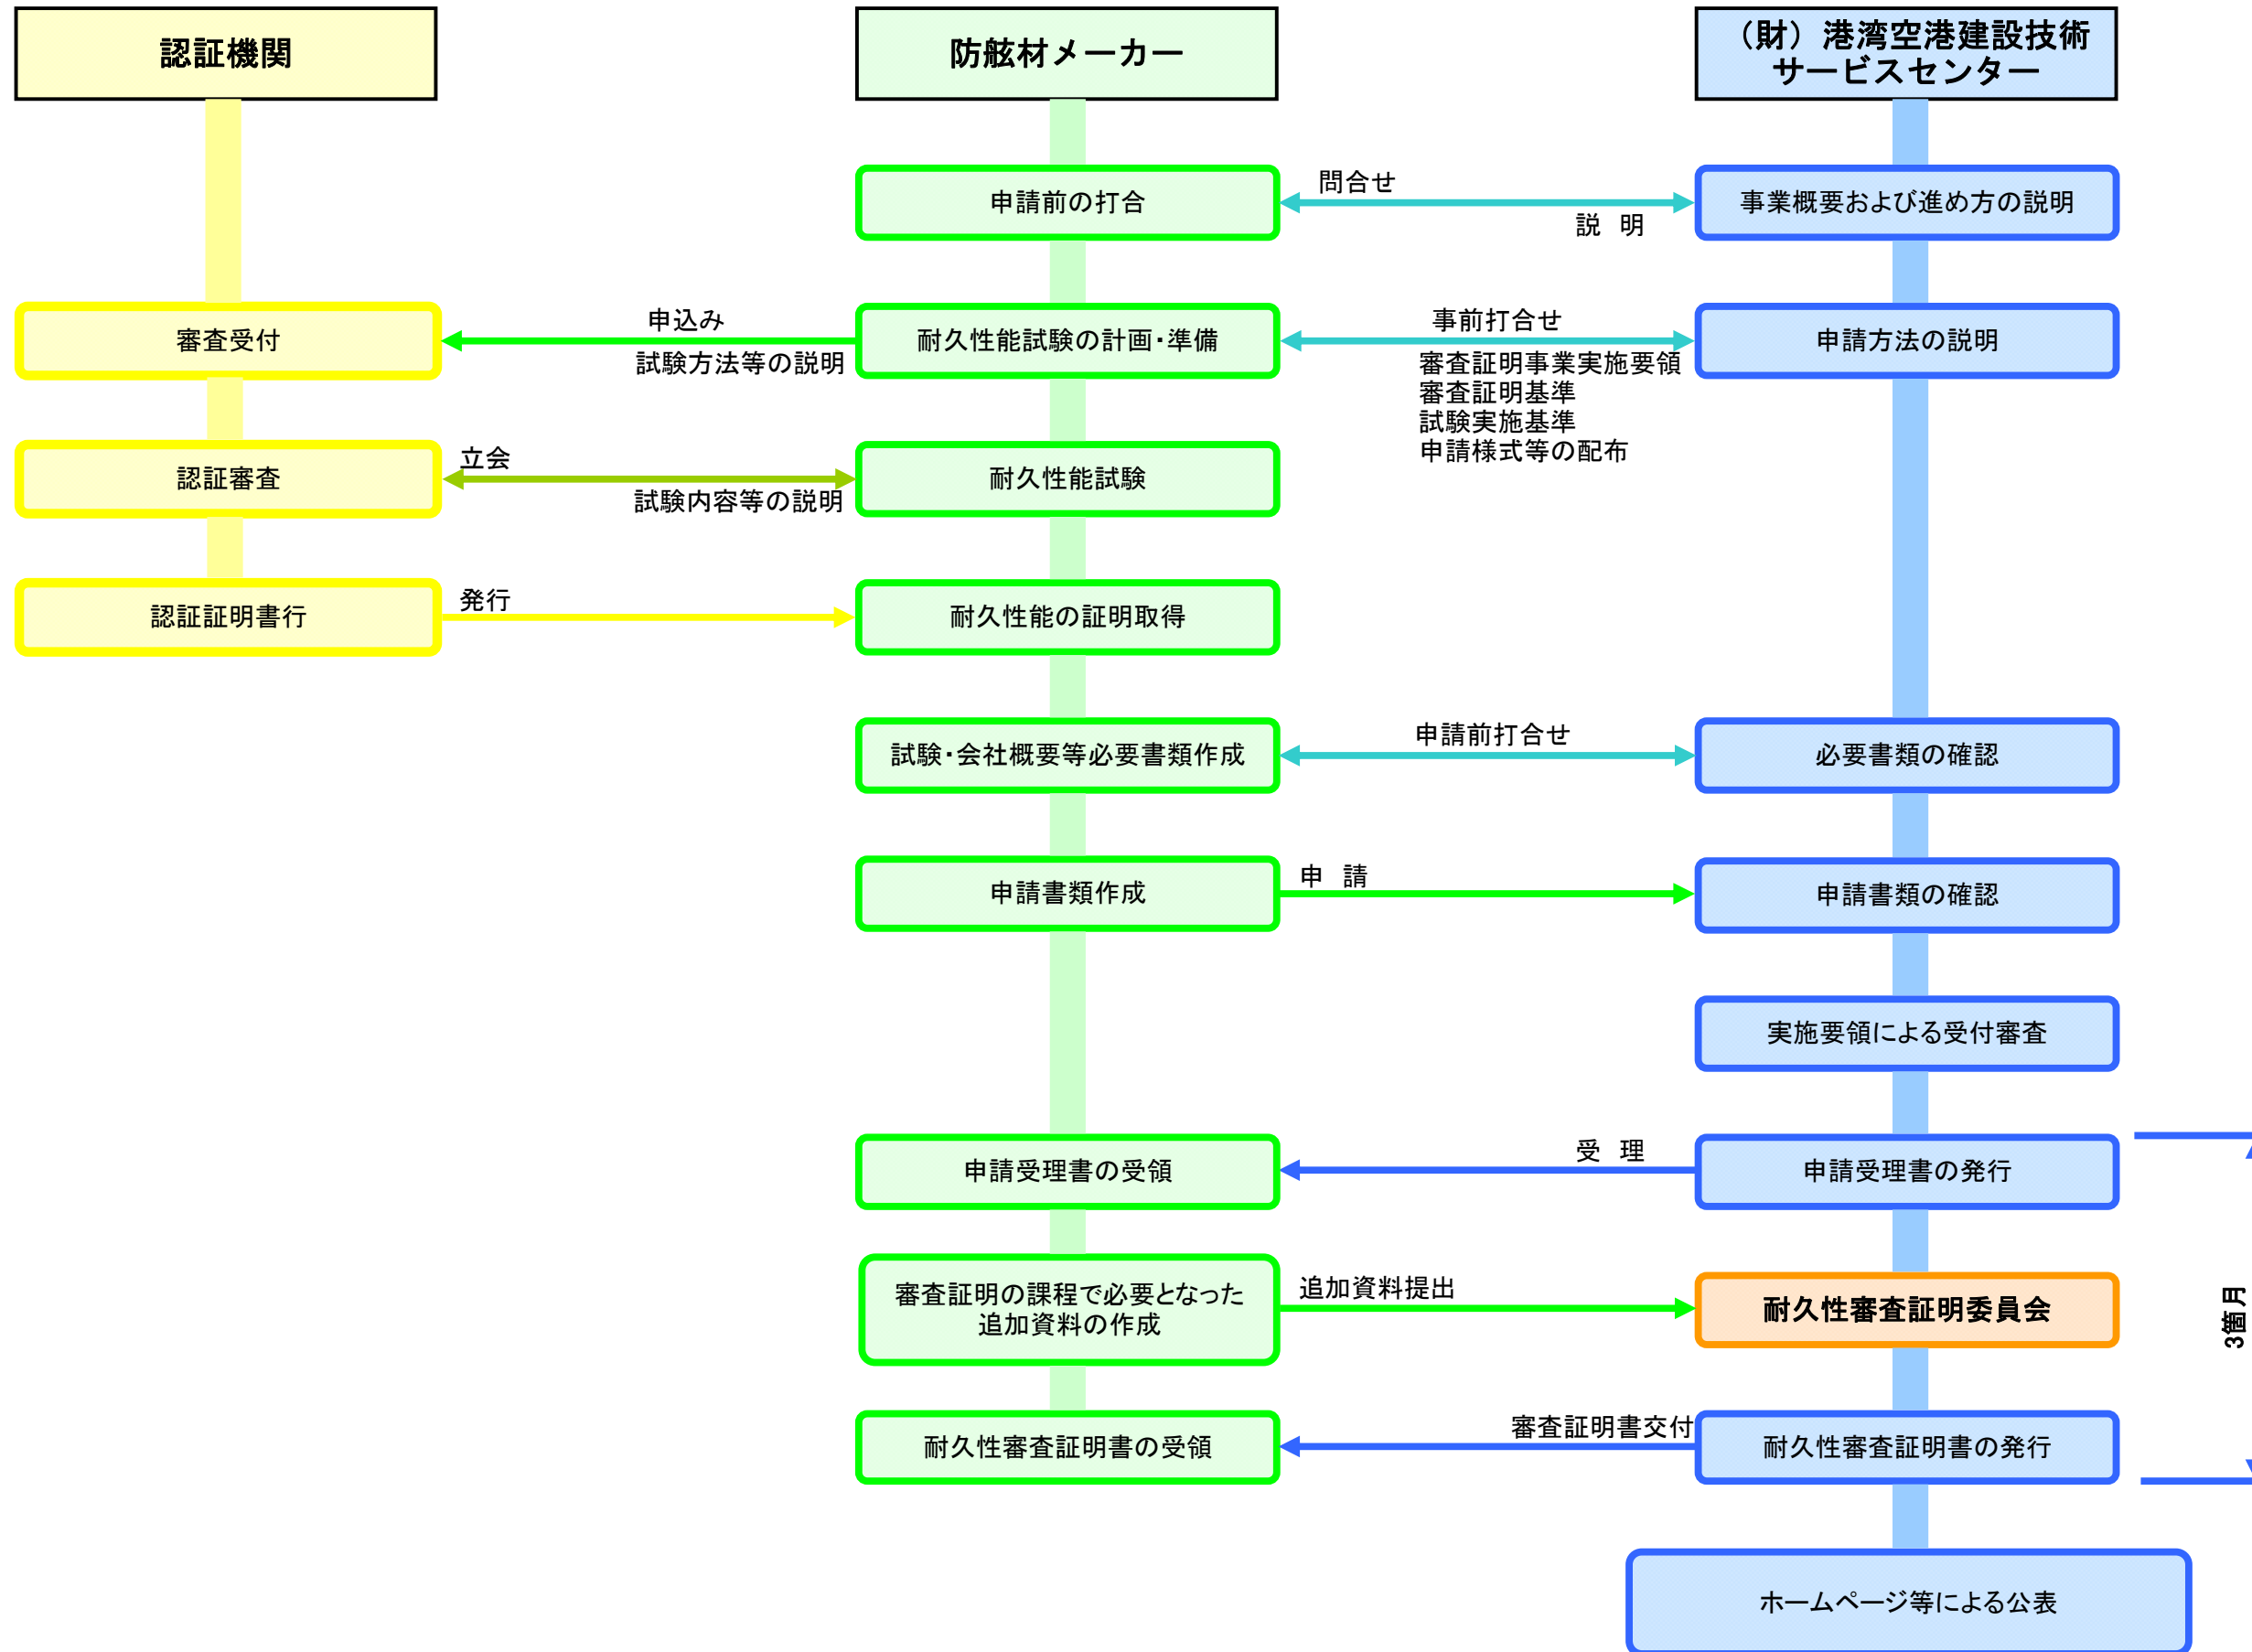 認証機関
防舷材メーカー
（財）港湾空港建設技術
サービスセンター
申請前の打合
問合せ
説　明
事業概要および進め方の説明
審査受付
申込み
試験方法等の説明
耐久性能試験の計画・準備
事前打合せ
審査証明事業実施要領
審査証明基準
試験実施基準
申請様式等の配布
申請方法の説明
認証審査
立会
試験内容等の説明
耐久性能試験
認証証明書行
発行
耐久性能の証明取得
試験・会社概要等必要書類作成
申請前打合せ
必要書類の確認
申請書類作成
申　請
申請書類の確認
実施要領による受付審査
申請受理書の受領
受　理
申請受理書の発行
審査証明の課程で必要となった
追加資料の作成
追加資料提出
耐久性審査証明委員会
3箇月
耐久性審査証明書の受領
審査証明書交付
耐久性審査証明書の発行
ホームページ等による公表